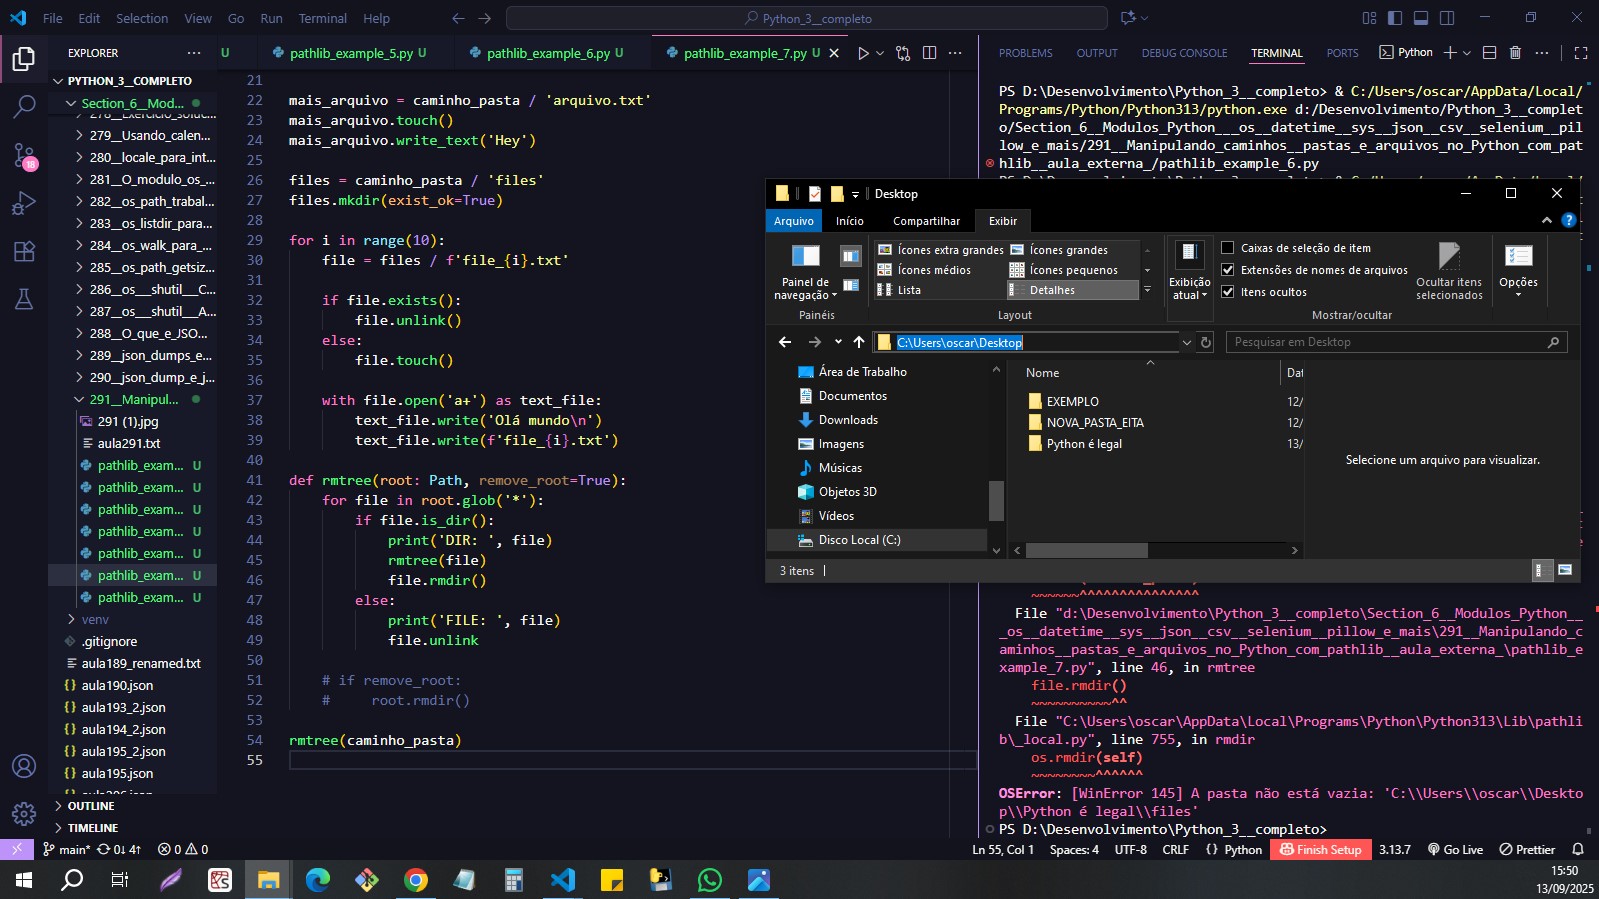 File Edit Selection View Go Run Terminal Help
Python_3__completo
EXPLORER
PYTHON_3__COMPLETO
Section_6__Mod...
279__Usando_calen...
280__locale_para_int...
281__O_modulo_os_...
282__os_path_trabal...
283__os_listdir_para...
284__os_walk_para_...
285__os_path_getsiz...
286__os___shutil__C...
287__os___shutil__A...
288__O_que_e_JSO...
289__json_dumps_e...
290__json_dump_e_j...
291__Manipul...
291 (1).jpg
aula291.txt
pathlib_exam... U
pathlib_exam... U
pathlib_exam... U
pathlib_exam... U
pathlib_exam... U
pathlib_exam... U
pathlib_exam... U
venv
.gitignore
aula189_renamed.txt
aula190.json
aula193_2.json
aula194_2.json
aula195_2.json
aula195.json
OUTLINE
TIMELINE
U pathlib_example_5.py U pathlib_example_6.py U pathlib_example_7.py U
21
22 mais_arquivo = caminho_pasta / 'arquivo.txt'
23 mais_arquivo.touch()
24 mais_arquivo.write_text('Hey')
25
26 files = caminho_pasta / 'files'
27 files.mkdir(exist_ok=True)
28
29 for i in range(10):
30 file = files / f'file_{i}.txt'
31
32 if file.exists():
33 file.unlink()
34 else:
35 file.touch()
36
37 with file.open('a+') as text_file:
38 text_file.write('Olá mundo\n')
39 text_file.write(f'file_{i}.txt')
40
41 def rmtree(root: Path, remove_root=True):
42 for file in root.glob('*'):
43 if file.is_dir():
44 print('DIR: ', file)
45 rmtree(file)
46 file.rmdir()
47 else:
48 print('FILE: ', file)
49 file.unlink
50
51 # if remove_root:
52 # root.rmdir()
53
54 rmtree(caminho_pasta)
55
PROBLEMS OUTPUT DEBUG CONSOLE TERMINAL PORTS Python
PS D:\Desenvolvimento\Python_3__completo> & C:/Users/oscar/AppData/Local/
Programs/Python/Python313/python.exe d:/Desenvolvimento/Python_3__complet
o/Section_6__Modulos_Python___os__datetime__sys__json__csv__selenium__pil
low_e_mais/291__Manipulando_caminhos__pastas_e_arquivos_no_Python_com_pat
hlib__aula_externa_/pathlib_example_6.py
Desktop
Arquivo Início Compartilhar Exibir
Painel de navegação
Painéis
Ícones extra grandes
Ícones grandes
Ícones médios
Ícones pequenos
Lista
Detalhes
Layout
Exibição atual
Caixas de seleção de item
Extensões de nomes de arquivos
Itens ocultos
Ocultar itens selecionados
Mostrar/ocultar
Opções
C:\Users\oscar\Desktop
Pesquisar em Desktop
Área de Trabalho
Documentos
Downloads
Imagens
Músicas
Objetos 3D
Vídeos
Disco Local (C:)
Nome Dat
EXEMPLO 12/
NOVA_PASTA_EITA 12/
Python é legal 13/
Selecione um arquivo para visualizar.
3 itens
~~~~~~^^^^^^^^^^^^^^^
File "d:\Desenvolvimento\Python_3__completo\Section_6__Modulos_Python__
_os__datetime__sys__json__csv__selenium__pillow_e_mais\291__Manipulando_c
aminhos__pastas_e_arquivos_no_Python_com_pathlib__aula_externa_\pathlib_e
xample_7.py", line 46, in rmtree
file.rmdir()
~~~~~~~~~~^^
File "C:\Users\oscar\AppData\Local\Programs\Python\Python313\Lib\pathli
b\_local.py", line 755, in rmdir
os.rmdir(self)
~~~~~~~~^^^^^^
OSError: [WinError 145] A pasta não está vazia: 'C:\\Users\\oscar\\Deskto
p\\Python é legal\\files'
PS D:\Desenvolvimento\Python_3__completo>
main* 0↓ 4↑ 0 0 Ln 55, Col 1 Spaces: 4 UTF-8 CRLF Python Finish Setup 3.13.7 Go Live Prettier
15:50
13/09/2025
18